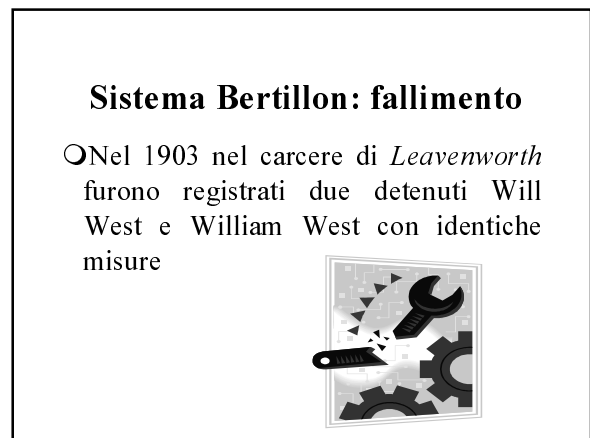 Sistema Bertillon: fallimento
❍Nel 1903 nel carcere di Leavenworth
furono registrati due detenuti Will
West e William West con identiche
misure